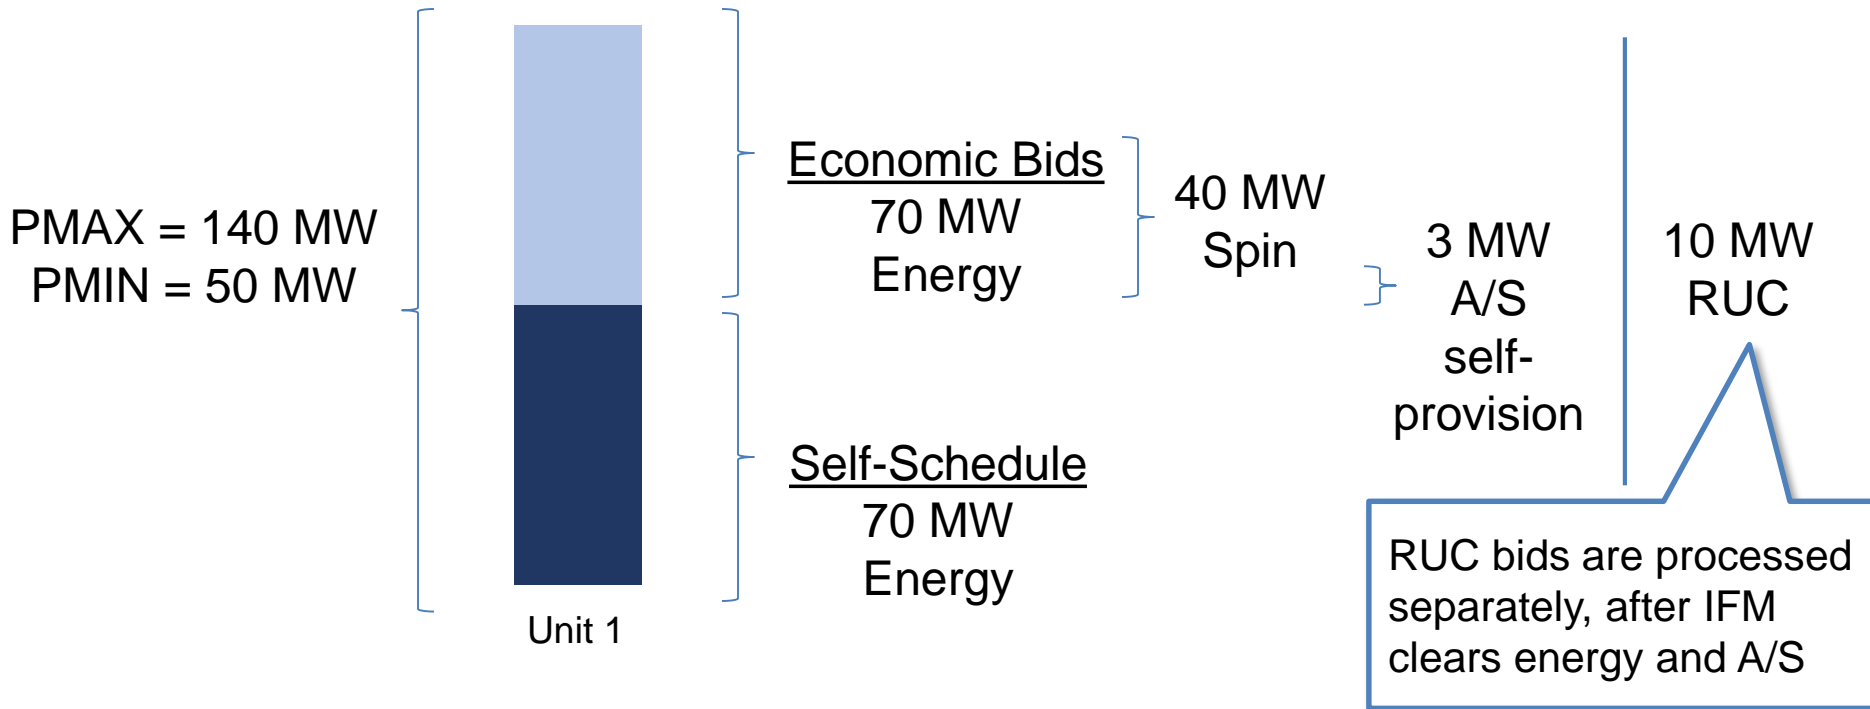 PMAX = 140 MW
PMIN = 50 MW
Unit 1
Economic Bids
70 MW
Energy
Self-Schedule
70 MW
Energy
40 MW
Spin
3 MW
A/S
self-
provision
10 MW
RUC
RUC bids are processed
separately, after IFM
clears energy and A/S